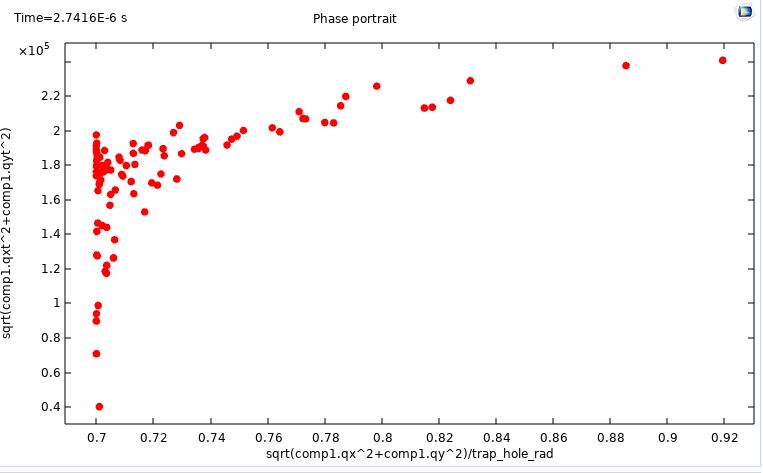 Time=2.7416E-6 s
Phase portrait
×10^5
2.2
2
1.8
1.6
1.4
1.2
1
0.8
0.6
0.4
sqrt(comp1.qxt^2+comp1.qyt^2)
0.7 0.72 0.74 0.76 0.78 0.8 0.82 0.84 0.86 0.88 0.9 0.92
sqrt(comp1.qx^2+comp1.qy^2)/trap_hole_rad